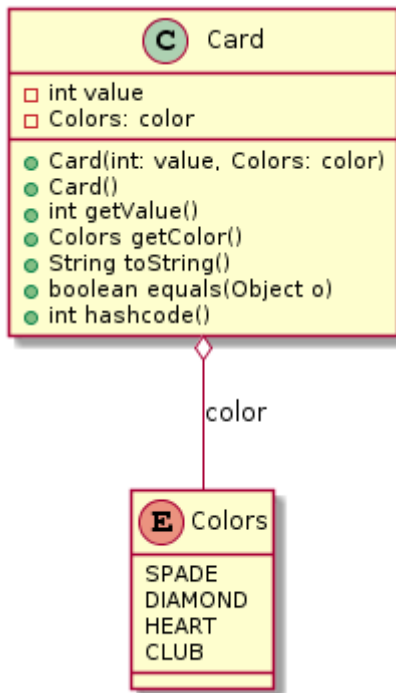 C Card
int value
Colors: color
Card(int: value, Colors: color)
Card()
int getValue()
Colors getColor()
String toString()
boolean equals(Object o)
int hashcode()
color
E Colors
SPADE
DIAMOND
HEART
CLUB